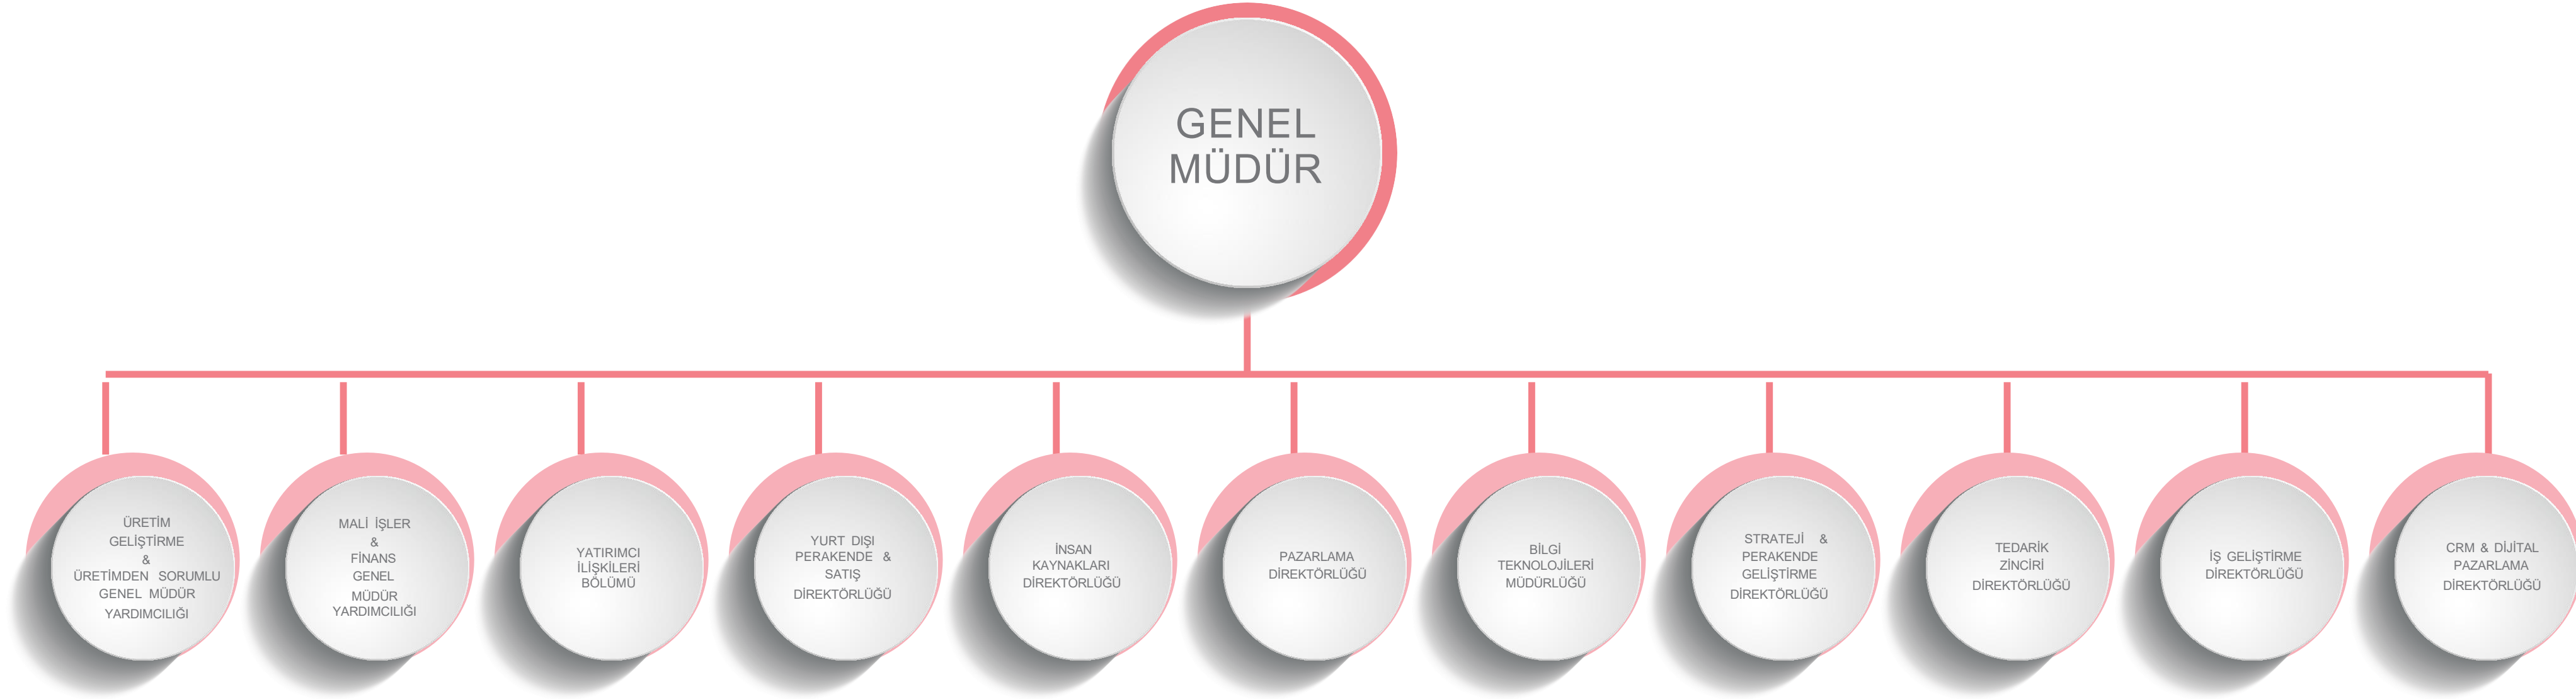 GENEL
MÜDÜR
ÜRETİM
GELİŞTİRME
&
ÜRETİMDEN SORUMLU
GENEL MÜDÜR
YARDIMCILIĞI
MALİ İŞLER
&
FİNANS
GENEL
MÜDÜR
YARDIMCILIĞI
YATIRIMCI
İLİŞKİLERİ
BÖLÜMÜ
YURT DIŞI
PERAKENDE &
SATIŞ
DİREKTÖRLÜĞÜ
İNSAN
KAYNAKLARI
DİREKTÖRLÜĞÜ
PAZARLAMA
DİREKTÖRLÜĞÜ
BİLGİ
TEKNOLOJİLERİ
MÜDÜRLÜĞÜ
STRATEJİ &
PERAKENDE
GELİŞTİRME
DİREKTÖRLÜĞÜ
TEDARİK
ZİNCİRİ
DİREKTÖRLÜĞÜ
İŞ GELİŞTİRME
DİREKTÖRLÜĞÜ
CRM & DİJİTAL
PAZARLAMA
DİREKTÖRLÜĞÜ